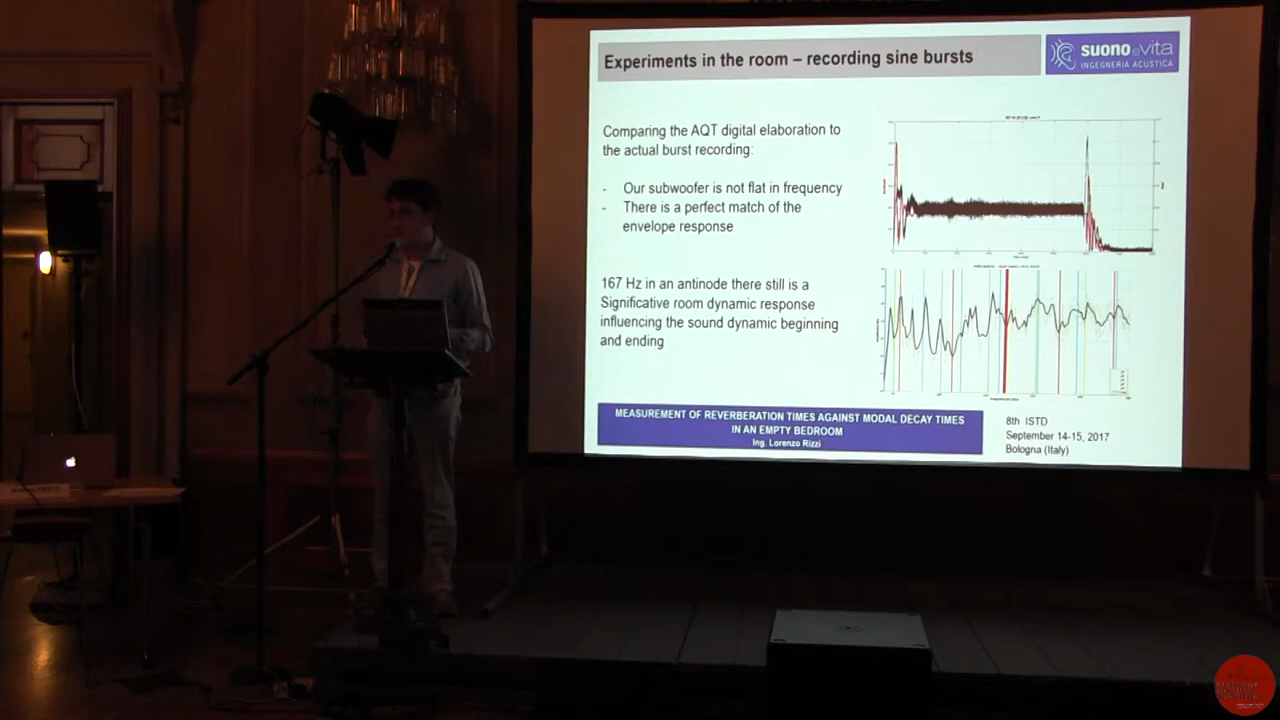 Experiments in the room – recording sine bursts
suono e vita
INGEGNERIA ACUSTICA
Comparing the AQT digital elaboration to
the actual burst recording:
- Our subwoofer is not flat in frequency
- There is a perfect match of the
envelope response
167 Hz in an antinode there still is a
Significative room dynamic response
influencing the sound dynamic beginning
and ending
MEASUREMENT OF REVERBERATION TIMES AGAINST MODAL DECAY TIMES
IN AN EMPTY BEDROOM
Ing. Lorenzo Rizzi
8th ISTD
September 14-15, 2017
Bologna (Italy)